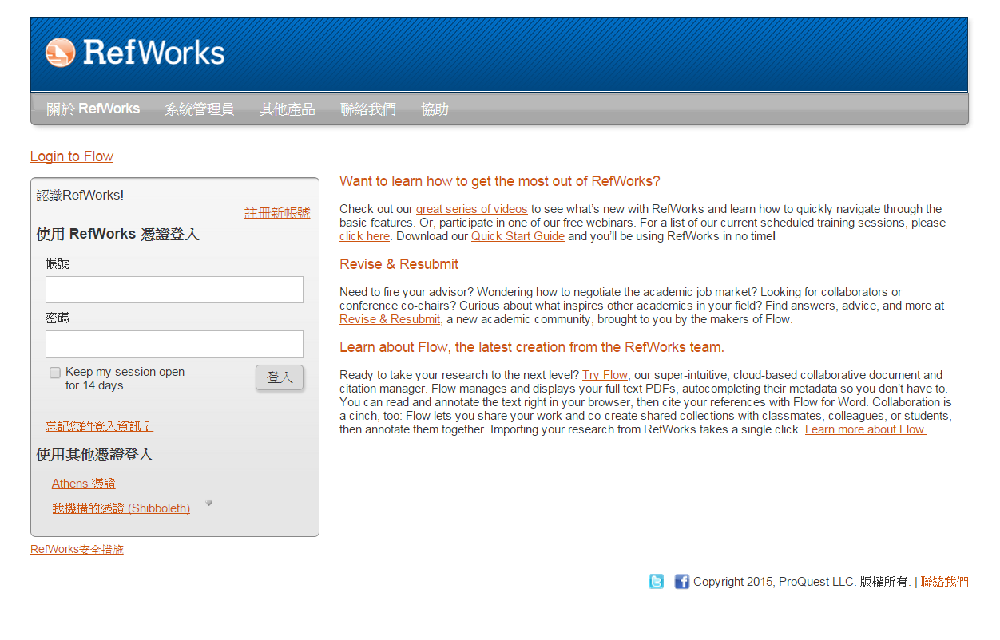 RefWorks
關於 RefWorks 系統管理員 其他產品 聯絡我們 協助
Login to Flow
認識RefWorks!
註冊新帳號
使用 RefWorks 憑證登入
帳號
密碼
Keep my session open
for 14 days
登入
忘記您的登入資訊？
使用其他憑證登入
Athens 憑證
我機構的憑證 (Shibboleth)
RefWorks安全措施
Want to learn how to get the most out of RefWorks?
Check out our great series of videos to see what's new with RefWorks and learn how to quickly navigate through the
basic features. Or, participate in one of our free webinars. For a list of our current scheduled training sessions, please
click here. Download our Quick Start Guide and you'll be using RefWorks in no time!
Revise & Resubmit
Need to fire your advisor? Wondering how to negotiate the academic job market? Looking for collaborators or
conference co-chairs? Curious about what inspires other academics in your field? Find answers, advice, and more at
Revise & Resubmit, a new academic community, brought to you by the makers of Flow.
Learn about Flow, the latest creation from the RefWorks team.
Ready to take your research to the next level? Try Flow, our super-intuitive, cloud-based collaborative document and
citation manager. Flow manages and displays your full text PDFs, autocompleting their metadata so you don't have to.
You can read and annotate the text right in your browser, then cite your references with Flow for Word. Collaboration is
a cinch, too: Flow lets you share your work and co-create shared collections with classmates, colleagues, or students,
then annotate them together. Importing your research from RefWorks takes a single click. Learn more about Flow.
Copyright 2015, ProQuest LLC. 版權所有. | 聯絡我們